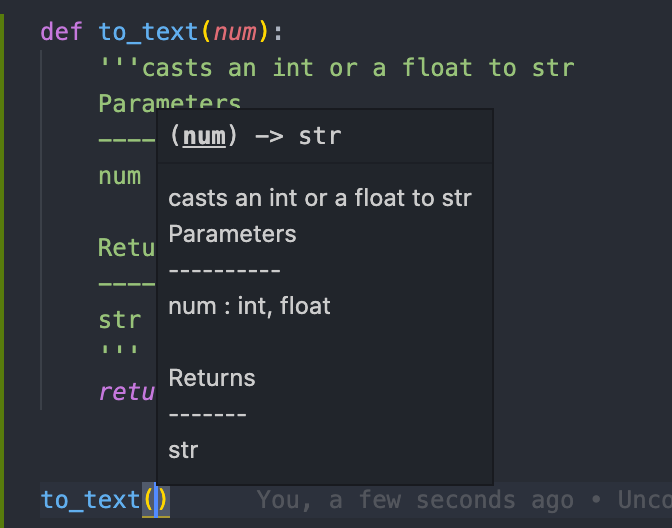 def to_text(num):
'''casts an int or a float to str
Parameters
----
(num) -> str
num
casts an int or a float to str
Parameters
----------
num : int, float
Retu
----
str
'''
Returns
-------
str
retu
to_text() You, a few seconds ago • Unco